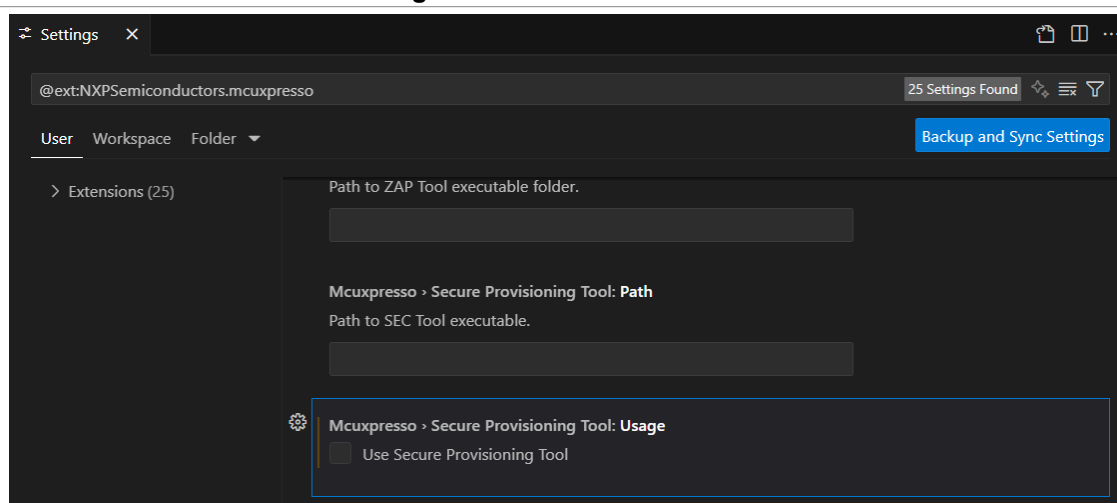 Settings
@ext:NXPSemiconductors.mcuxpresso
25 Settings Found
User Workspace Folder
Backup and Sync Settings
Extensions (25)
Path to ZAP Tool executable folder.
Mcuxpresso › Secure Provisioning Tool: Path
Path to SEC Tool executable.
Mcuxpresso › Secure Provisioning Tool: Usage
Use Secure Provisioning Tool